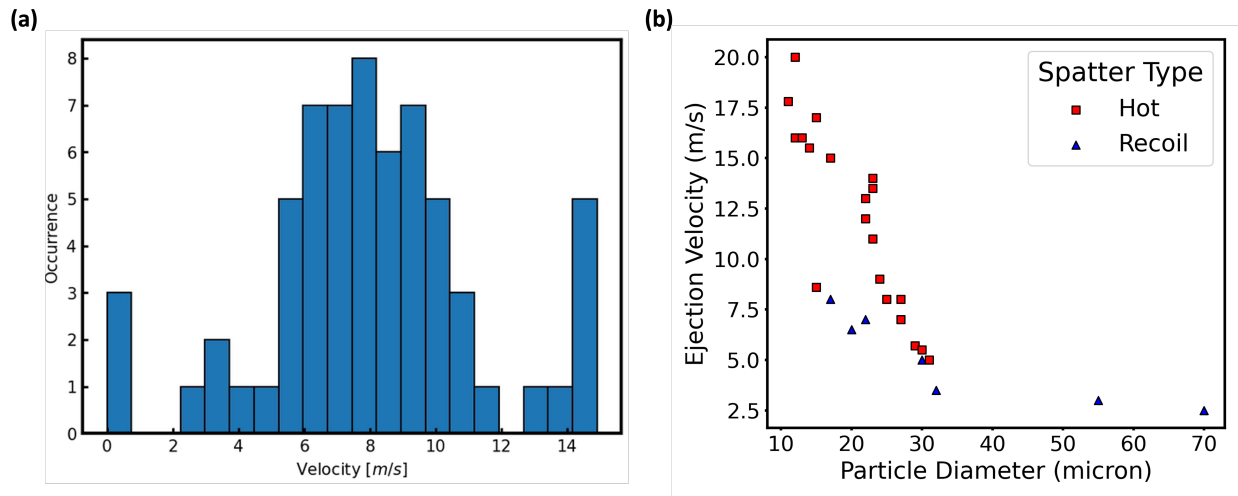 (a)
(b)
8
7
6
5
4
3
2
1
0
Occurrence
0 2 4 6 8 10 12 14
Velocity [m/s]
20.0
17.5
15.0
12.5
10.0
7.5
5.0
2.5
Ejection Velocity (m/s)
Spatter Type
Hot
Recoil
10 20 30 40 50 60 70
Particle Diameter (micron)